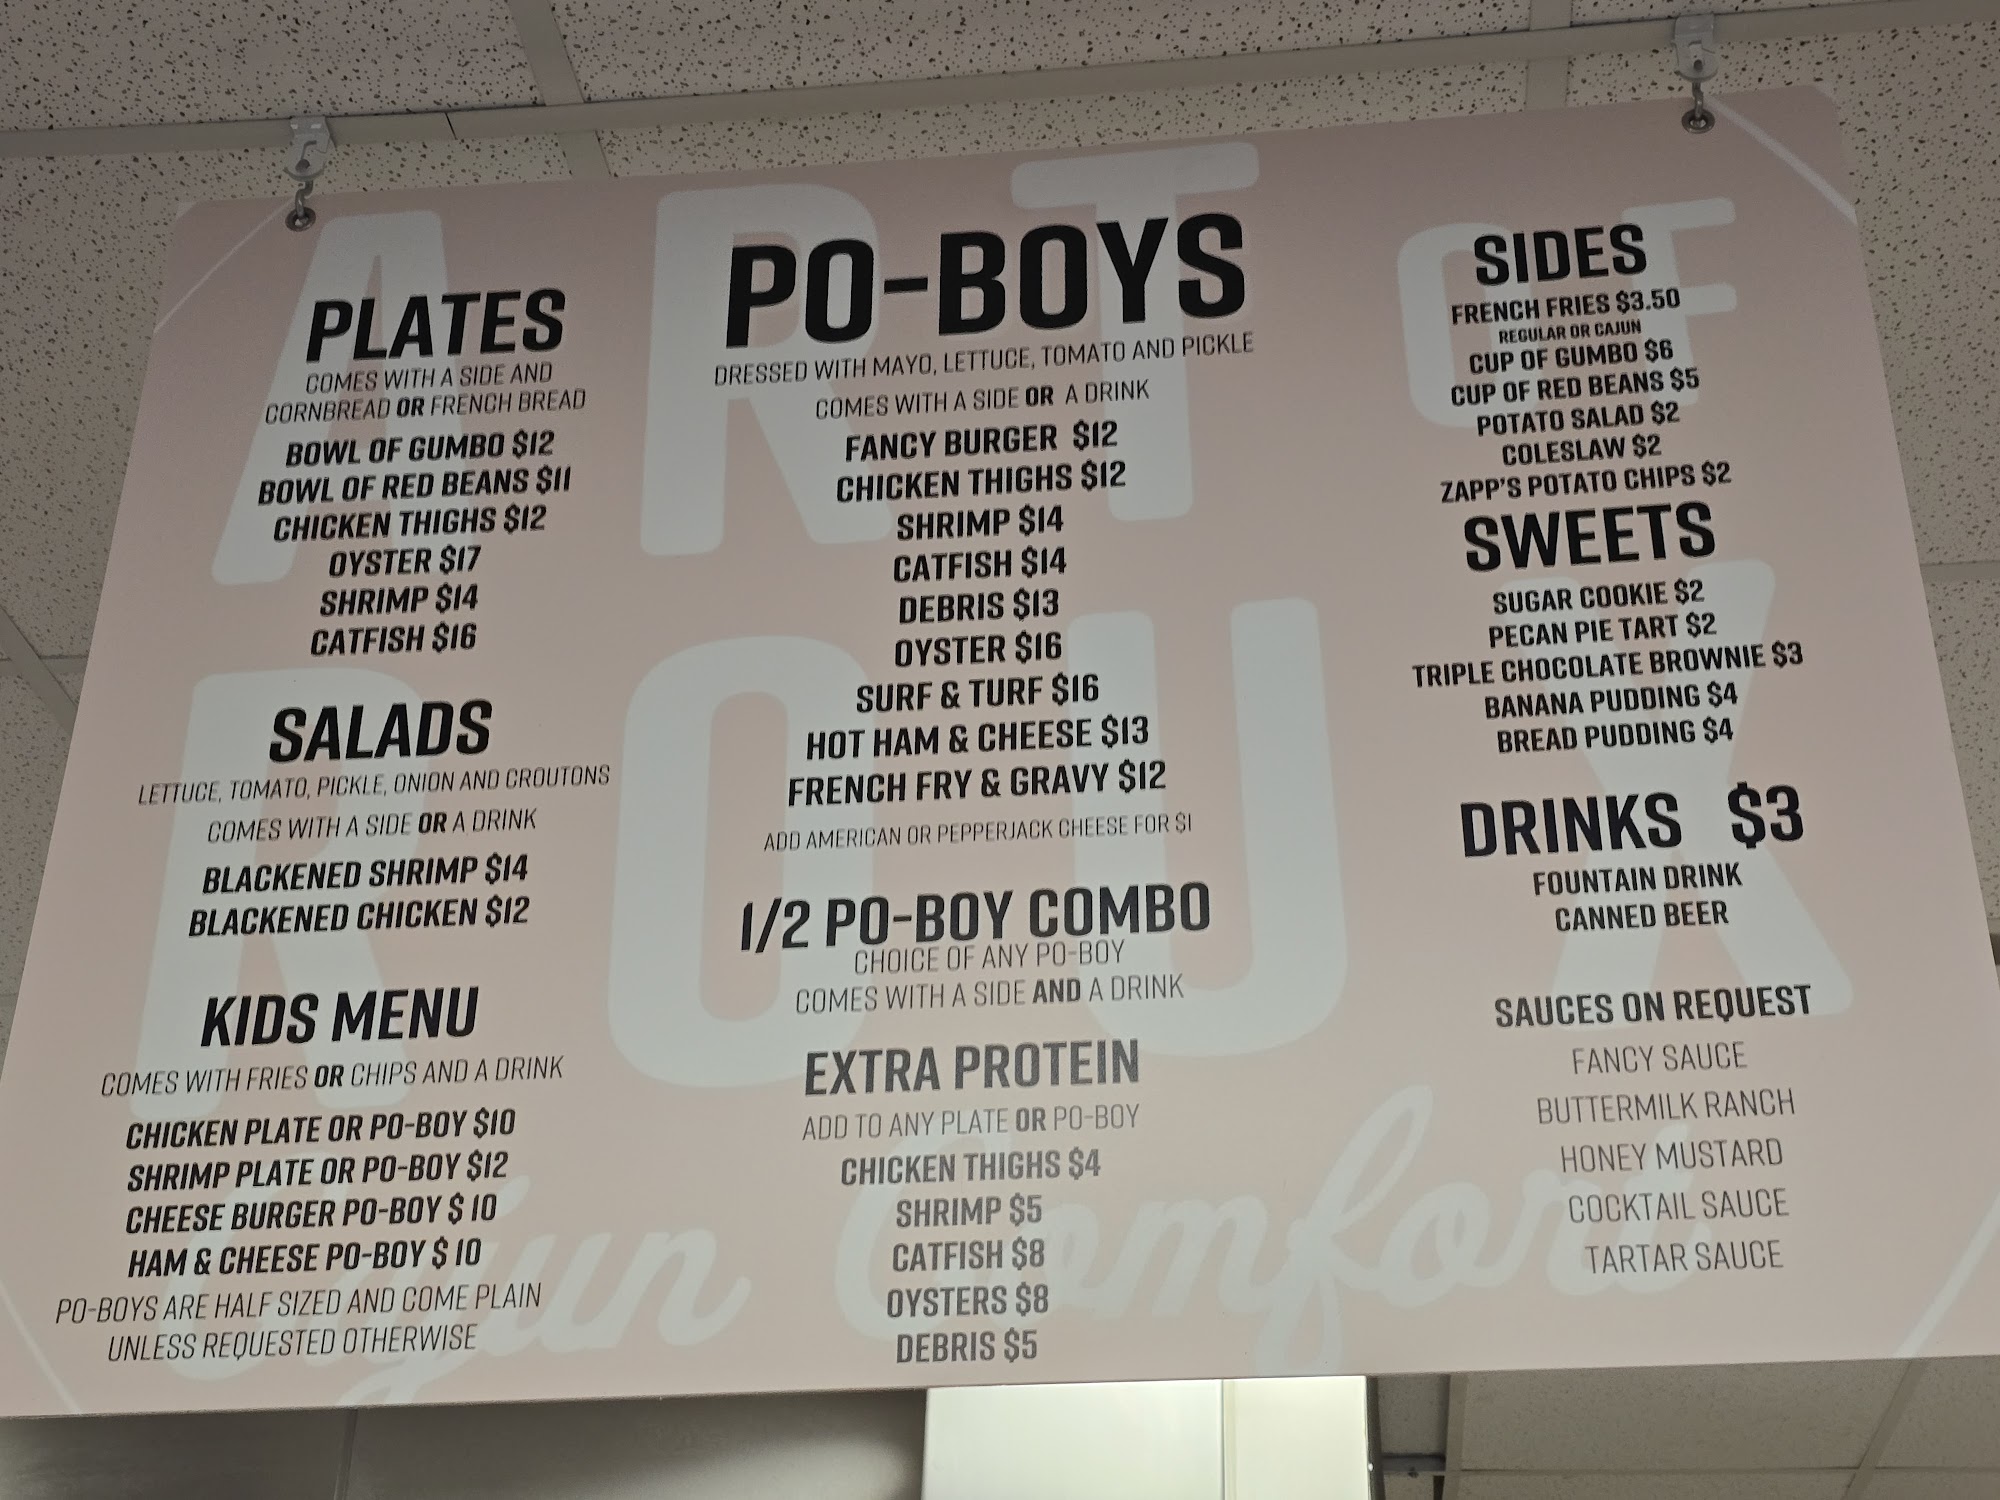 ART OF
ROUX
Cajun Comfort
PLATES
COMES WITH A SIDE AND
CORNBREAD OR FRENCH BREAD
BOWL OF GUMBO $12
BOWL OF RED BEANS $11
CHICKEN THIGHS $12
OYSTER $17
SHRIMP $14
CATFISH $16
SALADS
LETTUCE, TOMATO, PICKLE, ONION AND CROUTONS
COMES WITH A SIDE OR A DRINK
BLACKENED SHRIMP $14
BLACKENED CHICKEN $12
KIDS MENU
COMES WITH FRIES OR CHIPS AND A DRINK
CHICKEN PLATE OR PO-BOY $10
SHRIMP PLATE OR PO-BOY $12
CHEESE BURGER PO-BOY $ 10
HAM & CHEESE PO-BOY $ 10
PO-BOYS ARE HALF SIZED AND COME PLAIN
UNLESS REQUESTED OTHERWISE
PO-BOYS
DRESSED WITH MAYO, LETTUCE, TOMATO AND PICKLE
COMES WITH A SIDE OR A DRINK
FANCY BURGER $12
CHICKEN THIGHS $12
SHRIMP $14
CATFISH $14
DEBRIS $13
OYSTER $16
SURF & TURF $16
HOT HAM & CHEESE $13
FRENCH FRY & GRAVY $12
ADD AMERICAN OR PEPPERJACK CHEESE FOR $1
1/2 PO-BOY COMBO
CHOICE OF ANY PO-BOY
COMES WITH A SIDE AND A DRINK
EXTRA PROTEIN
ADD TO ANY PLATE OR PO-BOY
CHICKEN THIGHS $4
SHRIMP $5
CATFISH $8
OYSTERS $8
DEBRIS $5
SIDES
FRENCH FRIES $3.50
REGULAR OR CAJUN
CUP OF GUMBO $6
CUP OF RED BEANS $5
POTATO SALAD $2
COLESLAW $2
ZAPP'S POTATO CHIPS $2
SWEETS
SUGAR COOKIE $2
PECAN PIE TART $2
TRIPLE CHOCOLATE BROWNIE $3
BANANA PUDDING $4
BREAD PUDDING $4
DRINKS $3
FOUNTAIN DRINK
CANNED BEER
SAUCES ON REQUEST
FANCY SAUCE
BUTTERMILK RANCH
HONEY MUSTARD
COCKTAIL SAUCE
TARTAR SAUCE